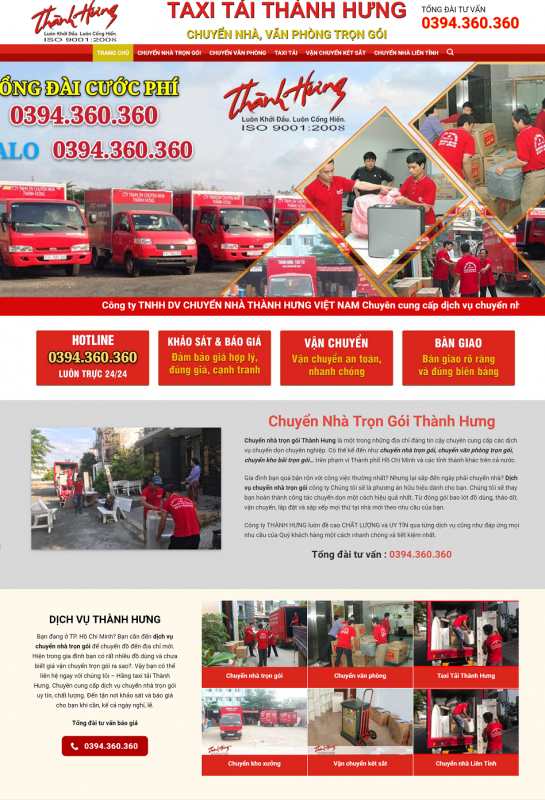 Thành Hưng
Luôn Khởi Đầu. Luôn Cống Hiến.
ISO 9001:2008
TAXI TẢI THÀNH HƯNG
CHUYỂN NHÀ, VĂN PHÒNG TRỌN GÓI
TỔNG ĐÀI TƯ VẤN
0394.360.360
TRANG CHỦ CHUYỂN NHÀ TRỌN GÓI CHUYỂN VĂN PHÒNG TAXI TẢI VẬN CHUYỂN KÉT SẮT CHUYỂN NHÀ LIÊN TỈNH
ỔNG ĐÀI CƯỚC PHÍ
0394.360.360
ALO 0394.360.360
Thành Hưng
Luôn Khởi Đầu. Luôn Cống Hiến.
ISO 9001:2008
Công ty TNHH DV CHUYỂN NHÀ THÀNH HƯNG VIỆT NAM Chuyên cung cấp dịch vụ chuyển nh
HOTLINE
0394.360.360
LUÔN TRỰC 24/24
KHẢO SÁT & BÁO GIÁ
Đảm bảo giá hợp lý,
đúng giá, cạnh tranh
VẬN CHUYỂN
Vận chuyển an toàn,
nhanh chóng
BÀN GIAO
Bàn giao rõ ràng
và đúng biên bảng
Chuyển Nhà Trọn Gói Thành Hưng
Chuyển nhà trọn gói Thành Hưng là một trong những địa chỉ đáng tin cậy chuyên cung cấp các dịch
vụ chuyển dọn chuyên nghiệp. Có thể kể đến như chuyển nhà trọn gói, chuyển văn phòng trọn gói,
chuyển kho bãi trọn gói... trên phạm vi Thành phố Hồ Chí Minh và các tỉnh thành khác trên cả nước.
Gia đình bạn quá bận rộn với công việc thường nhất? Nhưng lại sắp đến ngày phải chuyển nhà? Dịch
vụ chuyển nhà trọn gói công ty Chúng tôi sẽ là phương án hữu hiệu dành cho bạn. Chúng tôi sẽ thay
bạn hoàn thành công tác chuyển dọn một cách hiệu quả nhất. Từ đóng gói bao lót đồ dùng, tháo dỡ,
vận chuyển, lắp đặt và sắp xếp mọi thứ tại nhà mới theo nhu cầu của bạn.
Công ty THÀNH HƯNG luôn đề cao CHẤT LƯỢNG và UY TÍN qua từng dịch vụ cũng như đáp ứng mọi
nhu cầu của Quý khách hàng một cách nhanh chóng và tiết kiệm nhất.
Tổng đài tư vấn : 0394.360.360
DỊCH VỤ THÀNH HƯNG
Bạn đang ở TP. Hồ Chí Minh? Bạn cần đến dịch vụ
chuyển nhà trọn gói để chuyển đồ đến địa chỉ mới.
Hiện trong gia đình bạn có rất nhiều đồ dùng và chưa
biết giá vận chuyển trọn gói ra sao?. Vậy bạn có thể
liên hệ ngay với chúng tôi – Hãng taxi tải Thành
Hưng. Chuyên cung cấp dịch vụ chuyển nhà trọn gói
uy tín, chất lượng. Đến tận nơi khảo sát và báo giá
cho bạn khi cần, kể cả ngày nghỉ, lễ.
Tổng đài tư vấn báo giá
0394.360.360
Chuyển nhà trọn gói
Chuyển văn phòng
Taxi Tải Thành Hưng
Thành Hưng
Thành Hưng
Chuyển kho xưởng
Vận chuyển két sắt
Chuyển nhà Liên Tỉnh